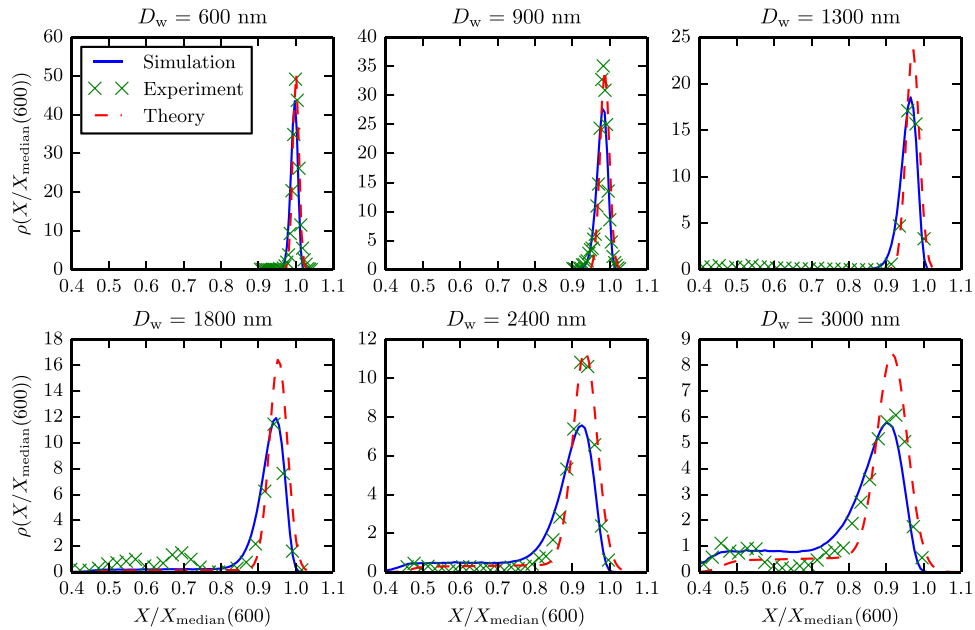 D_w = 600 nm
D_w = 900 nm
D_w = 1300 nm
ρ(X/X_median(600))
60
50
40
30
20
10
0
Simulation
Experiment
Theory
0.4 0.5 0.6 0.7 0.8 0.9 1.0 1.1
40
35
30
25
20
15
10
5
0
0.4 0.5 0.6 0.7 0.8 0.9 1.0 1.1
25
20
15
10
5
0
0.4 0.5 0.6 0.7 0.8 0.9 1.0 1.1
D_w = 1800 nm
D_w = 2400 nm
D_w = 3000 nm
ρ(X/X_median(600))
18
16
14
12
10
8
6
4
2
0
0.4 0.5 0.6 0.7 0.8 0.9 1.0 1.1
X/X_median(600)
12
10
8
6
4
2
0
0.4 0.5 0.6 0.7 0.8 0.9 1.0 1.1
X/X_median(600)
9
8
7
6
5
4
3
2
1
0
0.4 0.5 0.6 0.7 0.8 0.9 1.0 1.1
X/X_median(600)